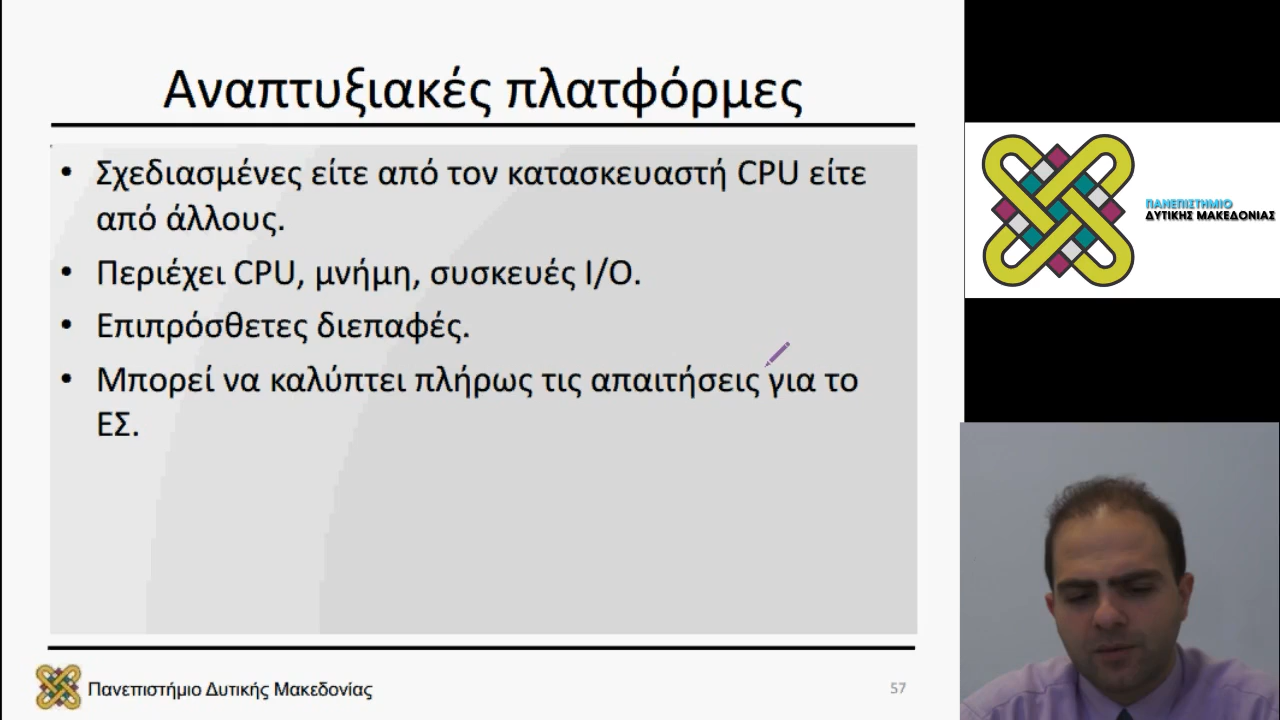 Αναπτυξιακές πλατφόρμες
• Σχεδιασμένες είτε από τον κατασκευαστή CPU είτε
από άλλους.
• Περιέχει CPU, μνήμη, συσκευές I/O.
• Επιπρόσθετες διεπαφές.
• Μπορεί να καλύπτει πλήρως τις απαιτήσεις για το
ΕΣ.
Πανεπιστήμιο Δυτικής Μακεδονίας
57
ΠΑΝΕΠΙΣΤΗΜΙΟ
ΔΥΤΙΚΗΣ ΜΑΚΕΔΟΝΙΑΣ